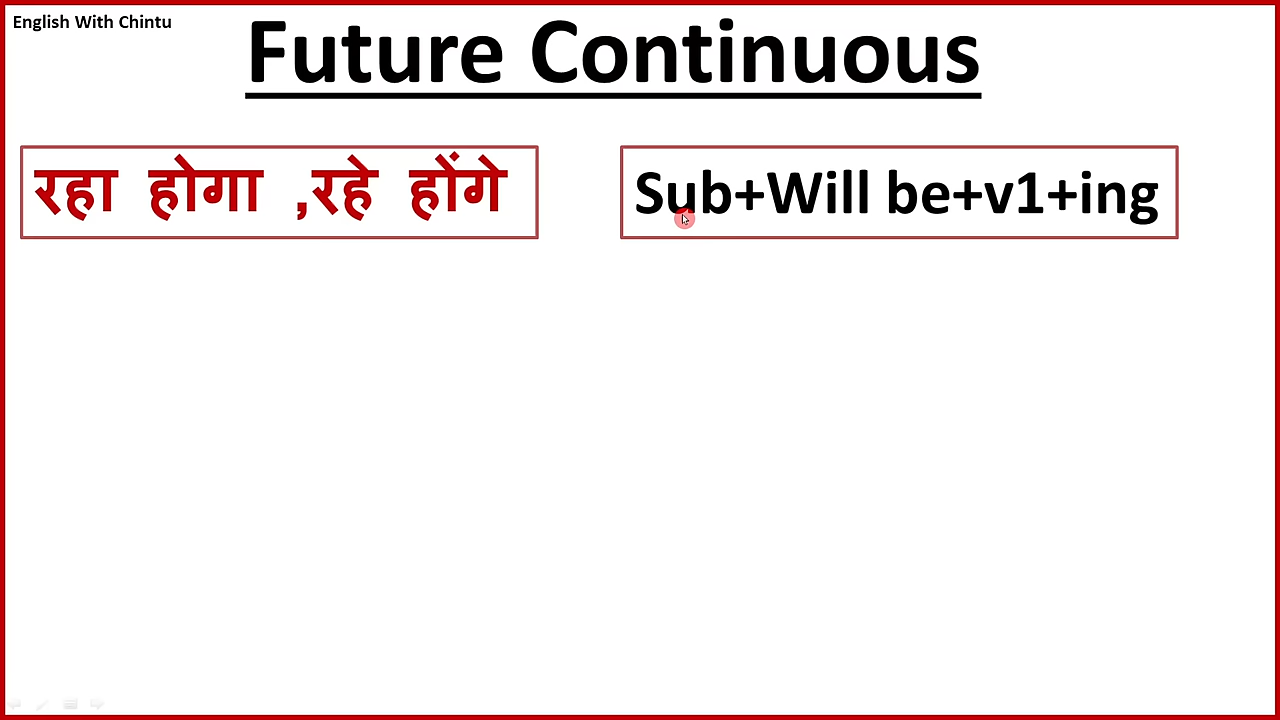 English With Chintu
Future Continuous
रहा होगा ,रहे होंगे
Sub+Will be+v1+ing